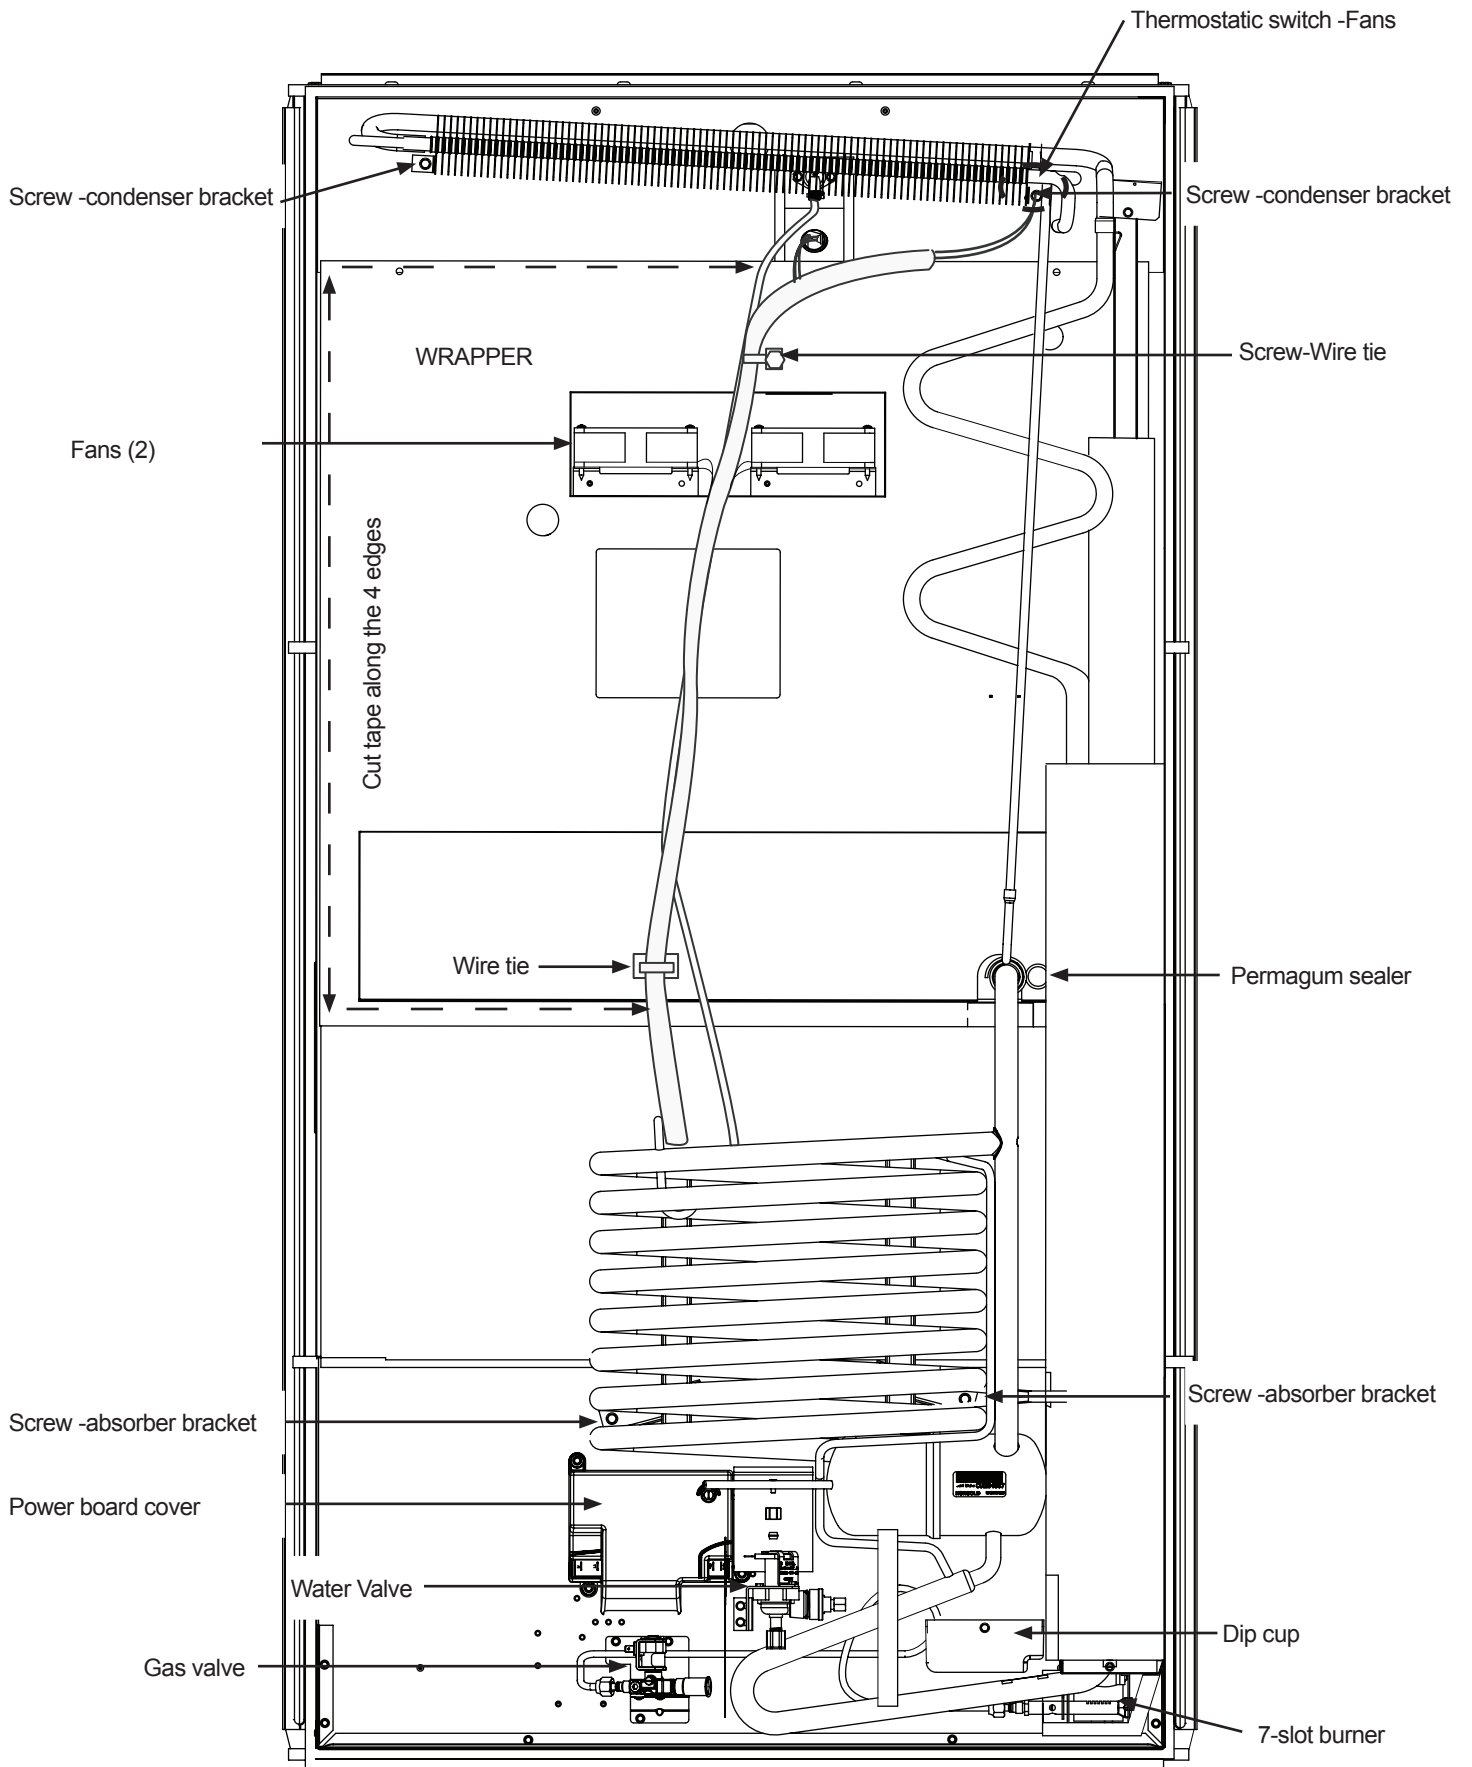 Thermostatic switch -Fans
Screw -condenser bracket
Screw -condenser bracket
WRAPPER
Screw-Wire tie
Fans (2)
Cut tape along the 4 edges
Wire tie
Permagum sealer
Screw -absorber bracket
Screw -absorber bracket
Power board cover
Water Valve
Dip cup
Gas valve
7-slot burner